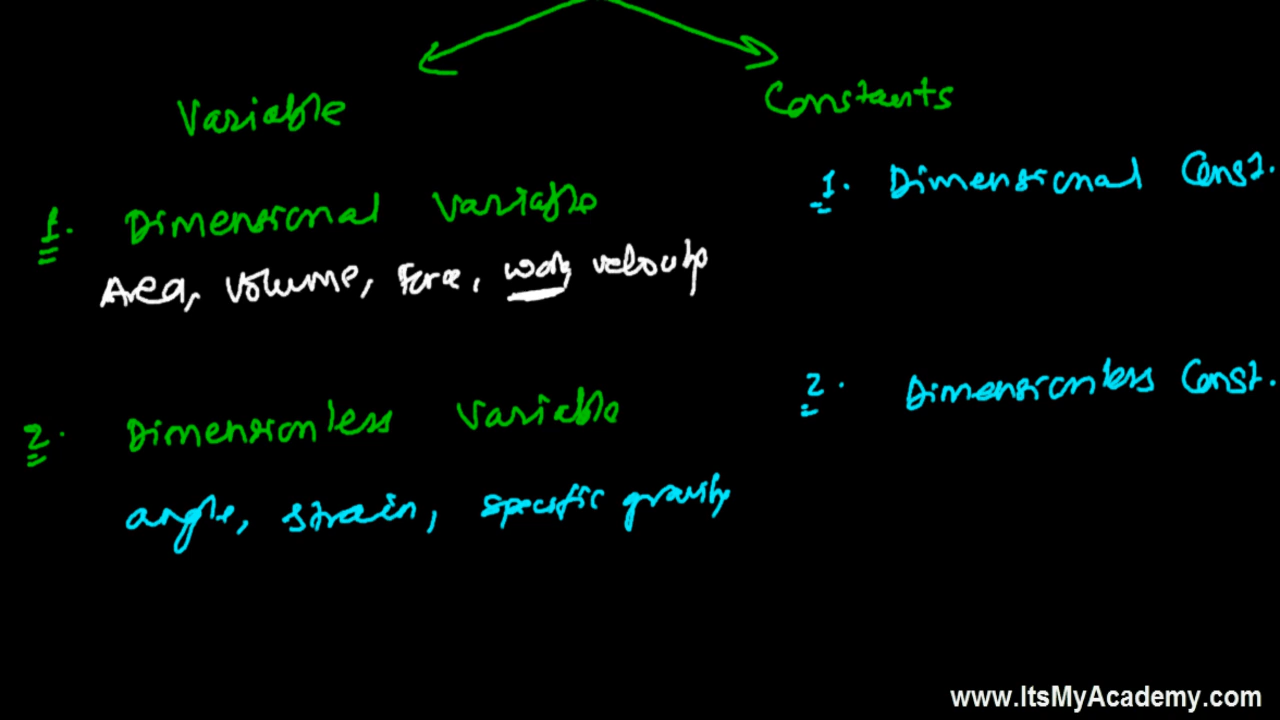 Variable
Constants
1. Dimensional Variable
1. Dimensional Const.
Area, Volume, Force, work, velocity
2. Dimensionless Variable
2. Dimensionless Const.
angle, strain, specific gravity
www.ItsMyAcademy.com